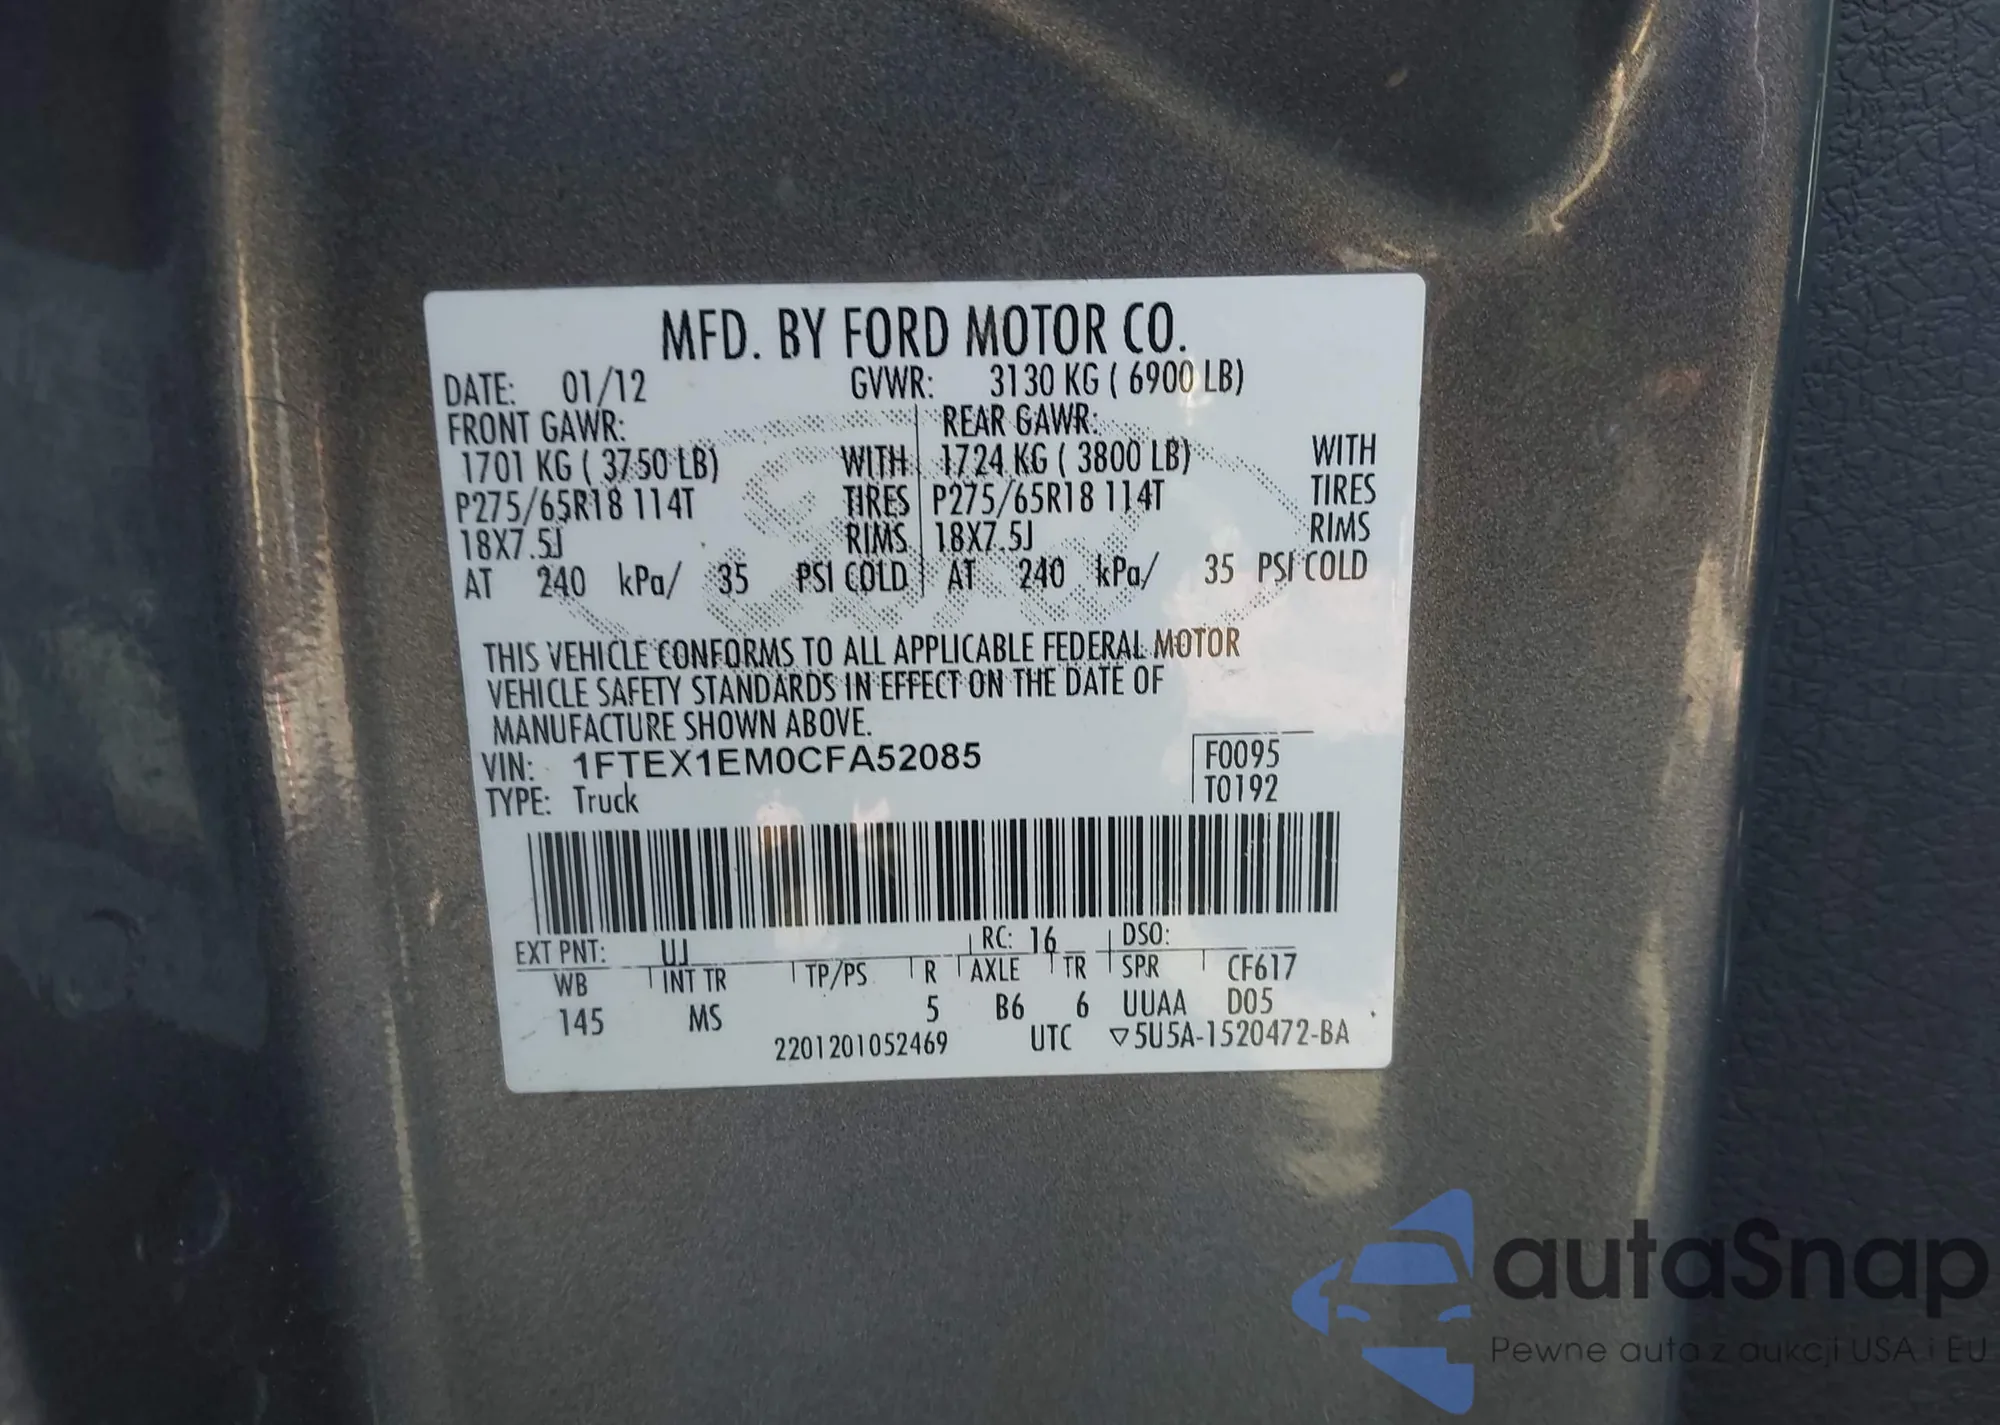 MFD. BY FORD MOTOR CO.
DATE: 01/12 GVWR: 3130 KG ( 6900 LB)
FRONT GAWR: REAR GAWR:
1701 KG ( 3750 LB) WITH 1724 KG ( 3800 LB) WITH
P275/65R18 114T TIRES P275/65R18 114T TIRES
18X7.5J RIMS 18X7.5J RIMS
AT 240 kPa/ 35 PSI COLD AT 240 kPa/ 35 PSI COLD
THIS VEHICLE CONFORMS TO ALL APPLICABLE FEDERAL MOTOR
VEHICLE SAFETY STANDARDS IN EFFECT ON THE DATE OF
MANUFACTURE SHOWN ABOVE.
VIN: 1FTEX1EM0CFA52085 F0095
TYPE: Truck T0192
EXT PNT: UJ RC: 16 DSO:
WB INT TR TP/PS R AXLE TR SPR CF617
145 MS 5 B6 6 UUAA D05
2201201052469 UTC ▽5U5A-1520472-BA
autaSnap
Pewne auta z aukcji USA i EU